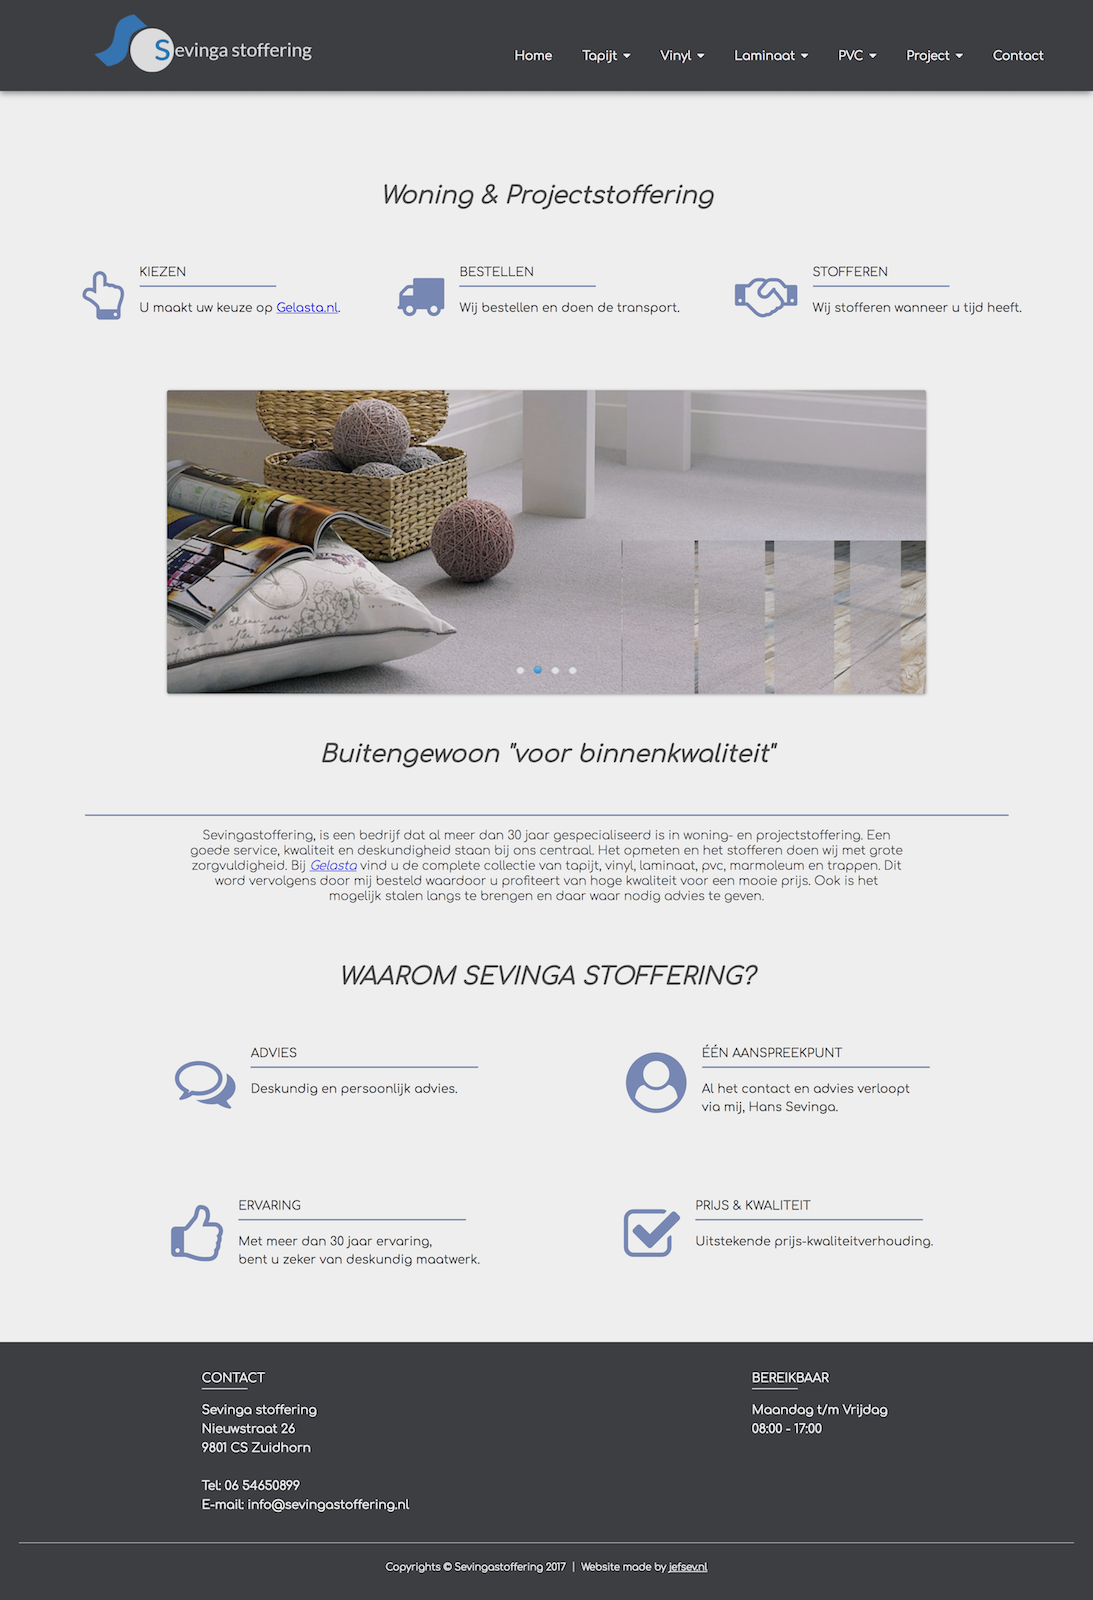 Sevinga stoffering
Home Tapijt Vinyl Laminaat PVC Project Contact
Woning & Projectstoffering
KIEZEN
U maakt uw keuze op Gelasta.nl.
BESTELLEN
Wij bestellen en doen de transport.
STOFFEREN
Wij stofferen wanneer u tijd heeft.
Buitengewoon "voor binnenkwaliteit"
Sevingastoffering, is een bedrijf dat al meer dan 30 jaar gespecialiseerd is in woning- en projectstoffering. Een
goede service, kwaliteit en deskundigheid staan bij ons centraal. Het opmeten en het stofferen doen wij met grote
zorgvuldigheid. Bij Gelasta vind u de complete collectie van tapijt, vinyl, laminaat, pvc, marmoleum en trappen. Dit
word vervolgens door mij besteld waardoor u profiteert van hoge kwaliteit voor een mooie prijs. Ook is het
mogelijk stalen langs te brengen en daar waar nodig advies te geven.
WAAROM SEVINGA STOFFERING?
ADVIES
Deskundig en persoonlijk advies.
ÉÉN AANSPREEKPUNT
Al het contact en advies verloopt
via mij, Hans Sevinga.
ERVARING
Met meer dan 30 jaar ervaring,
bent u zeker van deskundig maatwerk.
PRIJS & KWALITEIT
Uitstekende prijs-kwaliteitverhouding.
CONTACT
Sevinga stoffering
Nieuwstraat 26
9801 CS Zuidhorn
Tel: 06 54650899
E-mail: info@sevingastoffering.nl
BEREIKBAAR
Maandag t/m Vrijdag
08:00 - 17:00
Copyrights © Sevingastoffering 2017 | Website made by jefsev.nl